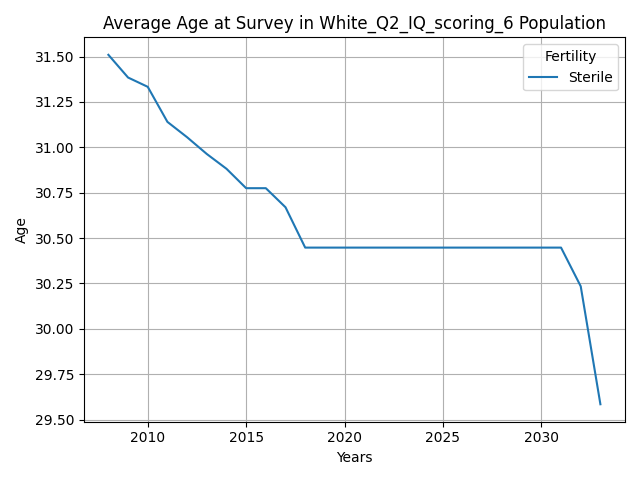 Average Age at Survey in White_Q2_IQ_scoring_6 Population
Fertility
Sterile
31.50
31.25
31.00
30.75
30.50
30.25
30.00
29.75
29.50
Age
2010 2015 2020 2025 2030
Years